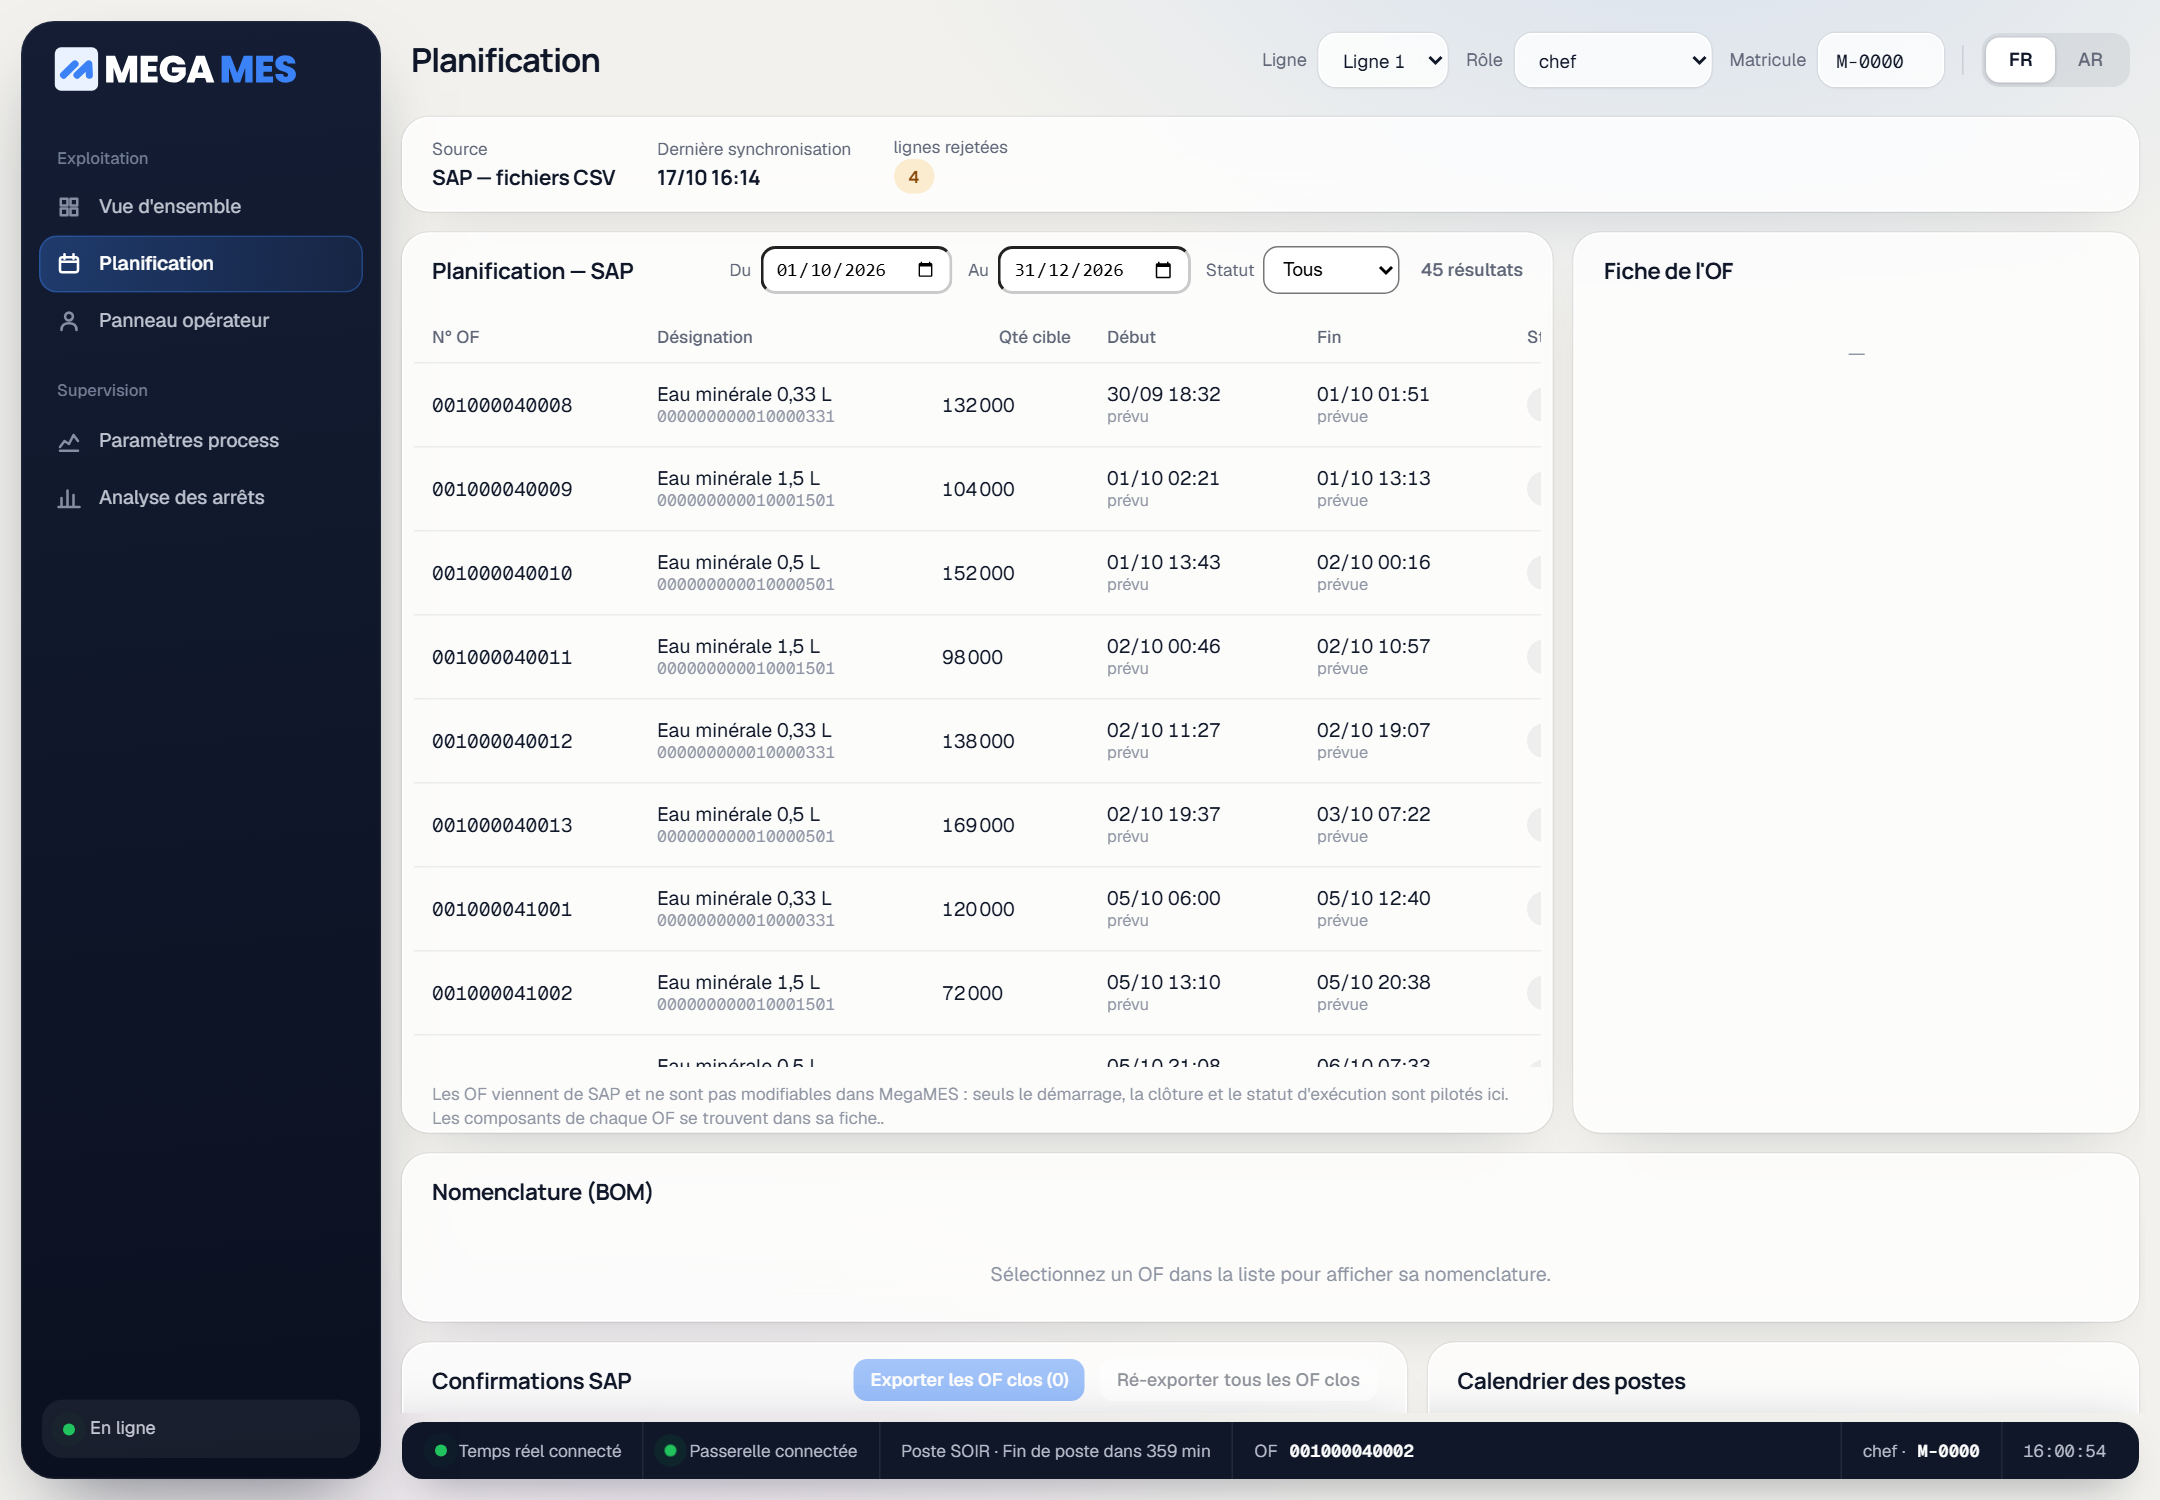 MEGA MES
Exploitation
Vue d'ensemble
Planification
Panneau opérateur
Supervision
Paramètres process
Analyse des arrêts
En ligne
Planification
Ligne Ligne 1 Rôle chef Matricule M-0000 FR AR
Source Dernière synchronisation lignes rejetées
SAP — fichiers CSV 17/10 16:14 4
Planification — SAP Du 01/10/2026 Au 31/12/2026 Statut Tous 45 résultats
N° OF Désignation Qté cible Début Fin
001000040008 Eau minérale 0,33 L 132 000 30/09 18:32 01/10 01:51
000000000010000331 prévu prévue
001000040009 Eau minérale 1,5 L 104 000 01/10 02:21 01/10 13:13
000000000010001501 prévu prévue
001000040010 Eau minérale 0,5 L 152 000 01/10 13:43 02/10 00:16
000000000010000501 prévu prévue
001000040011 Eau minérale 1,5 L 98 000 02/10 00:46 02/10 10:57
000000000010001501 prévu prévue
001000040012 Eau minérale 0,33 L 138 000 02/10 11:27 02/10 19:07
000000000010000331 prévu prévue
001000040013 Eau minérale 0,5 L 169 000 02/10 19:37 03/10 07:22
000000000010000501 prévu prévue
001000041001 Eau minérale 0,33 L 120 000 05/10 06:00 05/10 12:40
000000000010000331 prévu prévue
001000041002 Eau minérale 1,5 L 72 000 05/10 13:10 05/10 20:38
000000000010001501 prévu prévue
Eau minérale 0,5 L 05/10 21:08 06/10 07:33
Les OF viennent de SAP et ne sont pas modifiables dans MegaMES : seuls le démarrage, la clôture et le statut d'exécution sont pilotés ici.
Les composants de chaque OF se trouvent dans sa fiche..
Fiche de l'OF
—
Nomenclature (BOM)
Sélectionnez un OF dans la liste pour afficher sa nomenclature.
Confirmations SAP Exporter les OF clos (0) Ré-exporter tous les OF clos
Calendrier des postes
Temps réel connecté Passerelle connectée Poste SOIR · Fin de poste dans 359 min OF 001000040002 chef · M-0000 16:00:54